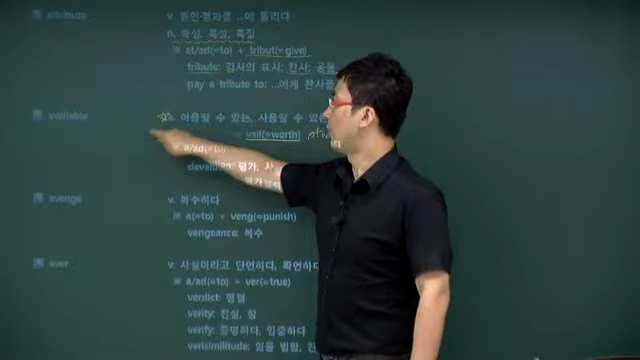 attribute
v. 원인·결과를 ...에 돌리다
n. 속성, 특성, 특질
※ at/ad(=to) + tribut(=give)
tribute: 감사의 표시; 찬사; 공물
pay a tribute to: ...에게 찬사를
available
a. 이용할 수 있는, 사용할 수 있는
vail(=worth)
※ a/ad(=to)
평가, 사
avenge
v. 복수하다
※ a(=to) + veng(=punish)
vengeance: 복수
aver
v. 사실이라고 단언하다, 확언하다
※ a/ad(=to) + ver(=true)
verdict: 평결
verity: 진실, 참
verify: 증명하다, 입증하다
verisimilitude: 있을 법함, 진